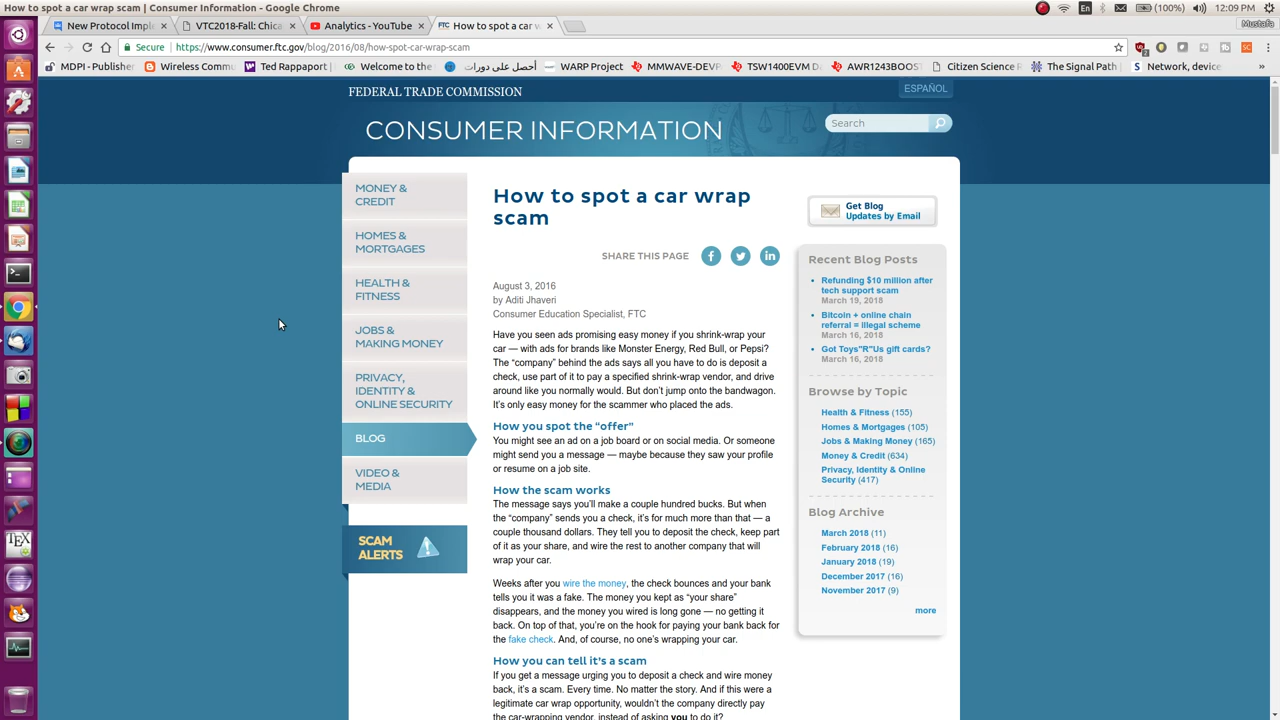 How to spot a car wrap scam | Consumer Information - Google Chrome
En
(100%)
12:09 PM
New Protocol Imple
VTC2018-Fall: Chica
Analytics - YouTube
FTC How to spot a car wr
Mustafa
Secure
https://www.consumer.ftc.gov/blog/2016/08/how-spot-car-wrap-scam
MDPI - Publisher
Wireless Commu
Ted Rappaport
Welcome to the
أحصل على دورات
WARP Project
MMWAVE-DEVP
TSW1400EVM Da
AWR1243BOOST
Citizen Science R
The Signal Path
Network, device
»
FEDERAL TRADE COMMISSION
ESPAÑOL
CONSUMER INFORMATION
Search
MONEY &
CREDIT
HOMES &
MORTGAGES
HEALTH &
FITNESS
JOBS &
MAKING MONEY
PRIVACY,
IDENTITY &
ONLINE SECURITY
BLOG
VIDEO &
MEDIA
SCAM
ALERTS
How to spot a car wrap
scam
SHARE THIS PAGE
August 3, 2016
by Aditi Jhaveri
Consumer Education Specialist, FTC
Have you seen ads promising easy money if you shrink-wrap your
car — with ads for brands like Monster Energy, Red Bull, or Pepsi?
The “company” behind the ads says all you have to do is deposit a
check, use part of it to pay a specified shrink-wrap vendor, and drive
around like you normally would. But don’t jump onto the bandwagon.
It’s only easy money for the scammer who placed the ads.
How you spot the “offer”
You might see an ad on a job board or on social media. Or someone
might send you a message — maybe because they saw your profile
or resume on a job site.
How the scam works
The message says you’ll make a couple hundred bucks. But when
the “company” sends you a check, it’s for much more than that — a
couple thousand dollars. They tell you to deposit the check, keep part
of it as your share, and wire the rest to another company that will
wrap your car.
Weeks after you wire the money, the check bounces and your bank
tells you it was a fake. The money you kept as “your share”
disappears, and the money you wired is long gone — no getting it
back. On top of that, you’re on the hook for paying your bank back for
the fake check. And, of course, no one’s wrapping your car.
How you can tell it’s a scam
If you get a message urging you to deposit a check and wire money
back, it’s a scam. Every time. No matter the story. And if this were a
legitimate car wrap opportunity, wouldn’t the company directly pay
the car-wrapping vendor, instead of asking you to do it?
Get Blog
Updates by Email
Recent Blog Posts
Refunding $10 million after
tech support scam
March 19, 2018
Bitcoin + online chain
referral = illegal scheme
March 16, 2018
Got Toys"R"Us gift cards?
March 16, 2018
Browse by Topic
Health & Fitness (155)
Homes & Mortgages (105)
Jobs & Making Money (165)
Money & Credit (634)
Privacy, Identity & Online
Security (417)
Blog Archive
March 2018 (11)
February 2018 (16)
January 2018 (19)
December 2017 (16)
November 2017 (9)
more